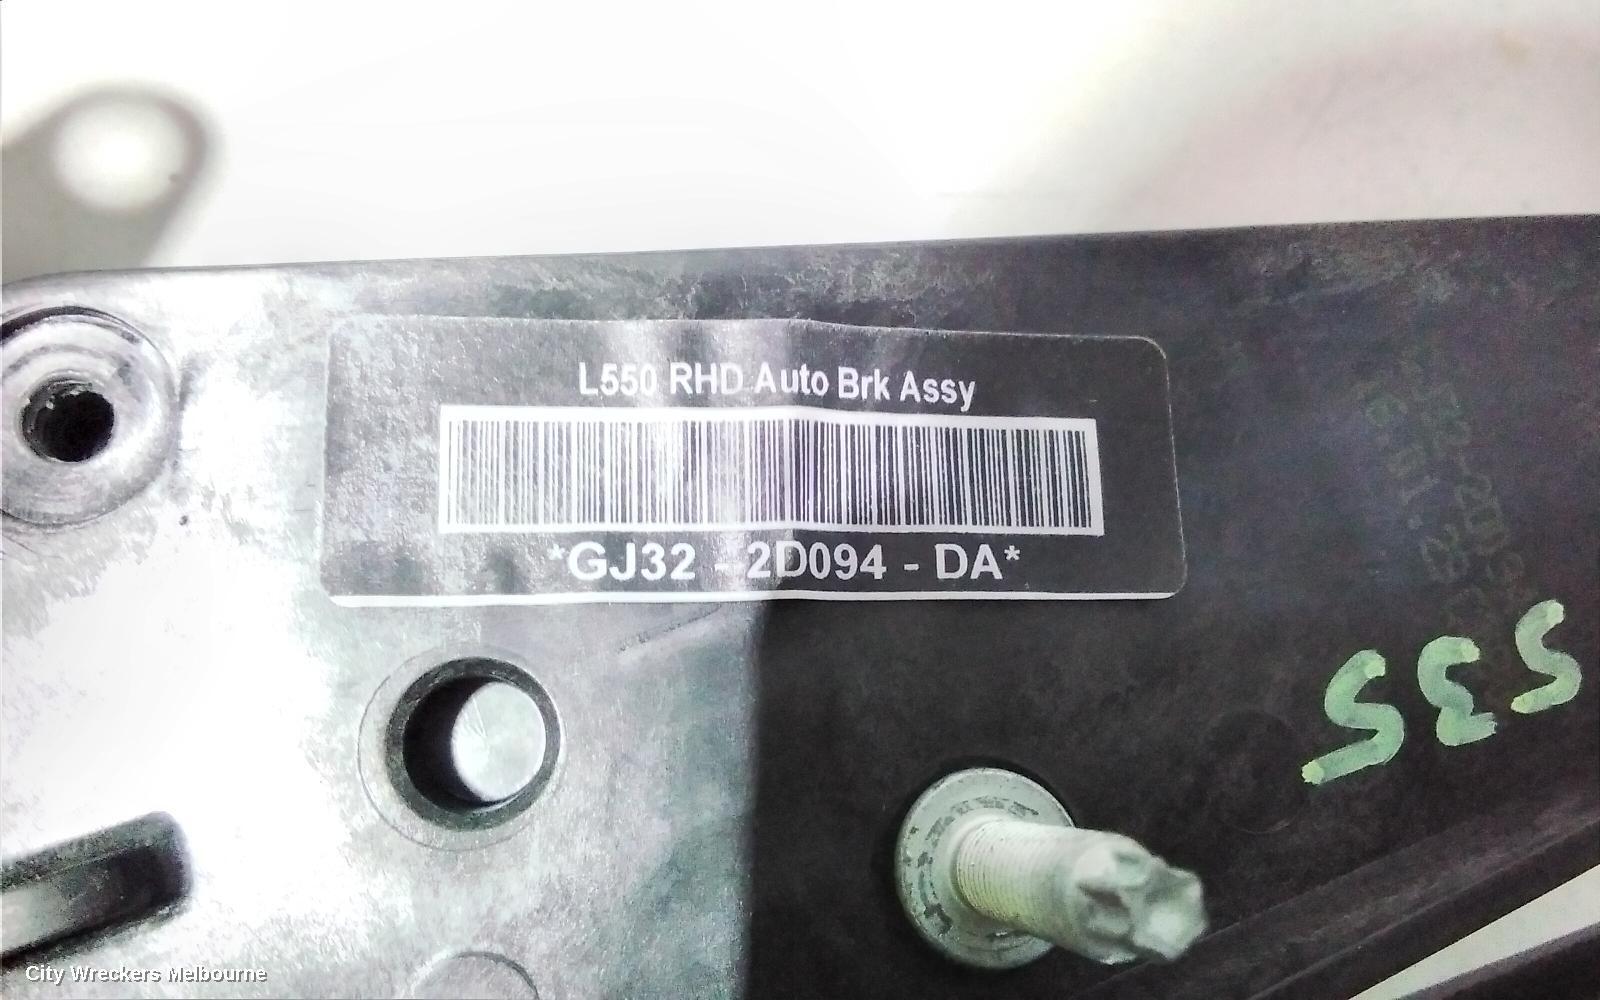 L550 RHD Auto Brk Assy
*GJ32 - 2D094 - DA*
535
City Wreckers Melbourne